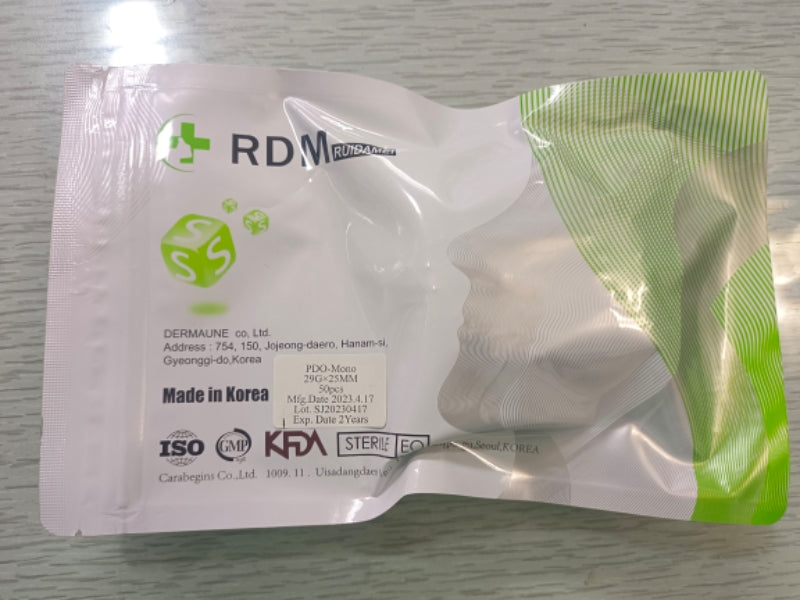 RDM RUIDAMEI
S S S
DERMAUNE co, Ltd.
Address : 754, 150, Jojeong-daero, Hanam-si,
Gyeonggi-do,Korea
Made in Korea
PDO-Mono
29G×25MM
50pcs
Mfg.Date 2023.4.17
Lot. SJ20230417
Exp. Date 2Years
ISO GMP KFDA STERILE EO
Carabegins Co.,Ltd. 1009. 11 . Uisadangdaero Seoul,KOREA